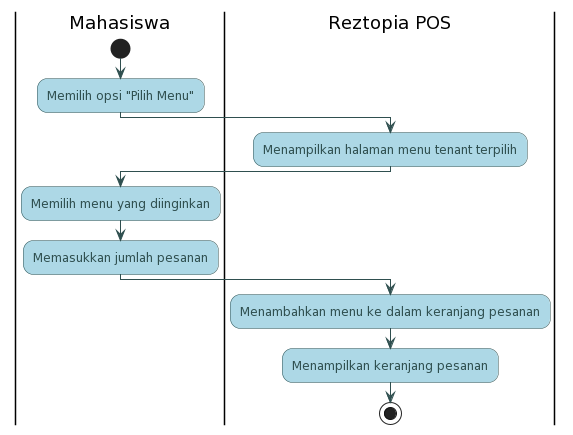 Mahasiswa
Reztopia POS
Memilih opsi "Pilih Menu"
Menampilkan halaman menu tenant terpilih
Memilih menu yang diinginkan
Memasukkan jumlah pesanan
Menambahkan menu ke dalam keranjang pesanan
Menampilkan keranjang pesanan